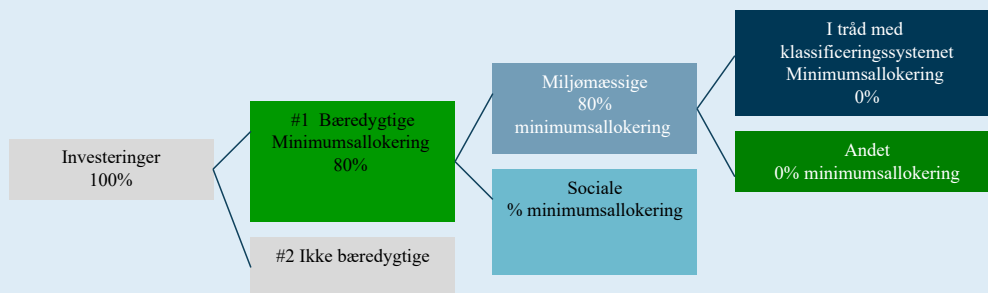 Investeringer
100%
#1 Bæredygtige
Minimumsallokering
80%
#2 Ikke bæredygtige
Miljømæssige
80%
minimumsallokering
Sociale
% minimumsallokering
I tråd med
klassificeringssystemet
Minimumsallokering
0%
Andet
0% minimumsallokering